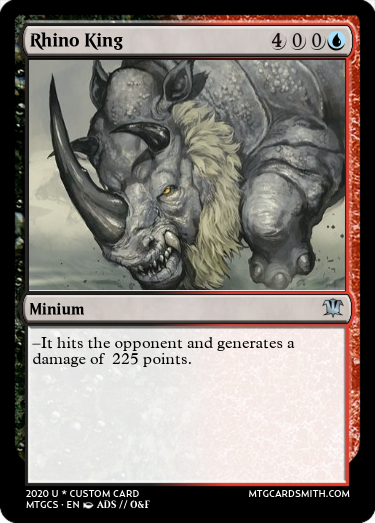 Rhino King 4 0 0
Minium
–It hits the opponent and generates a
damage of 225 points.
2020 U * CUSTOM CARD
MTGCS · EN ADS // O&F
MTGCARDSMITH.COM